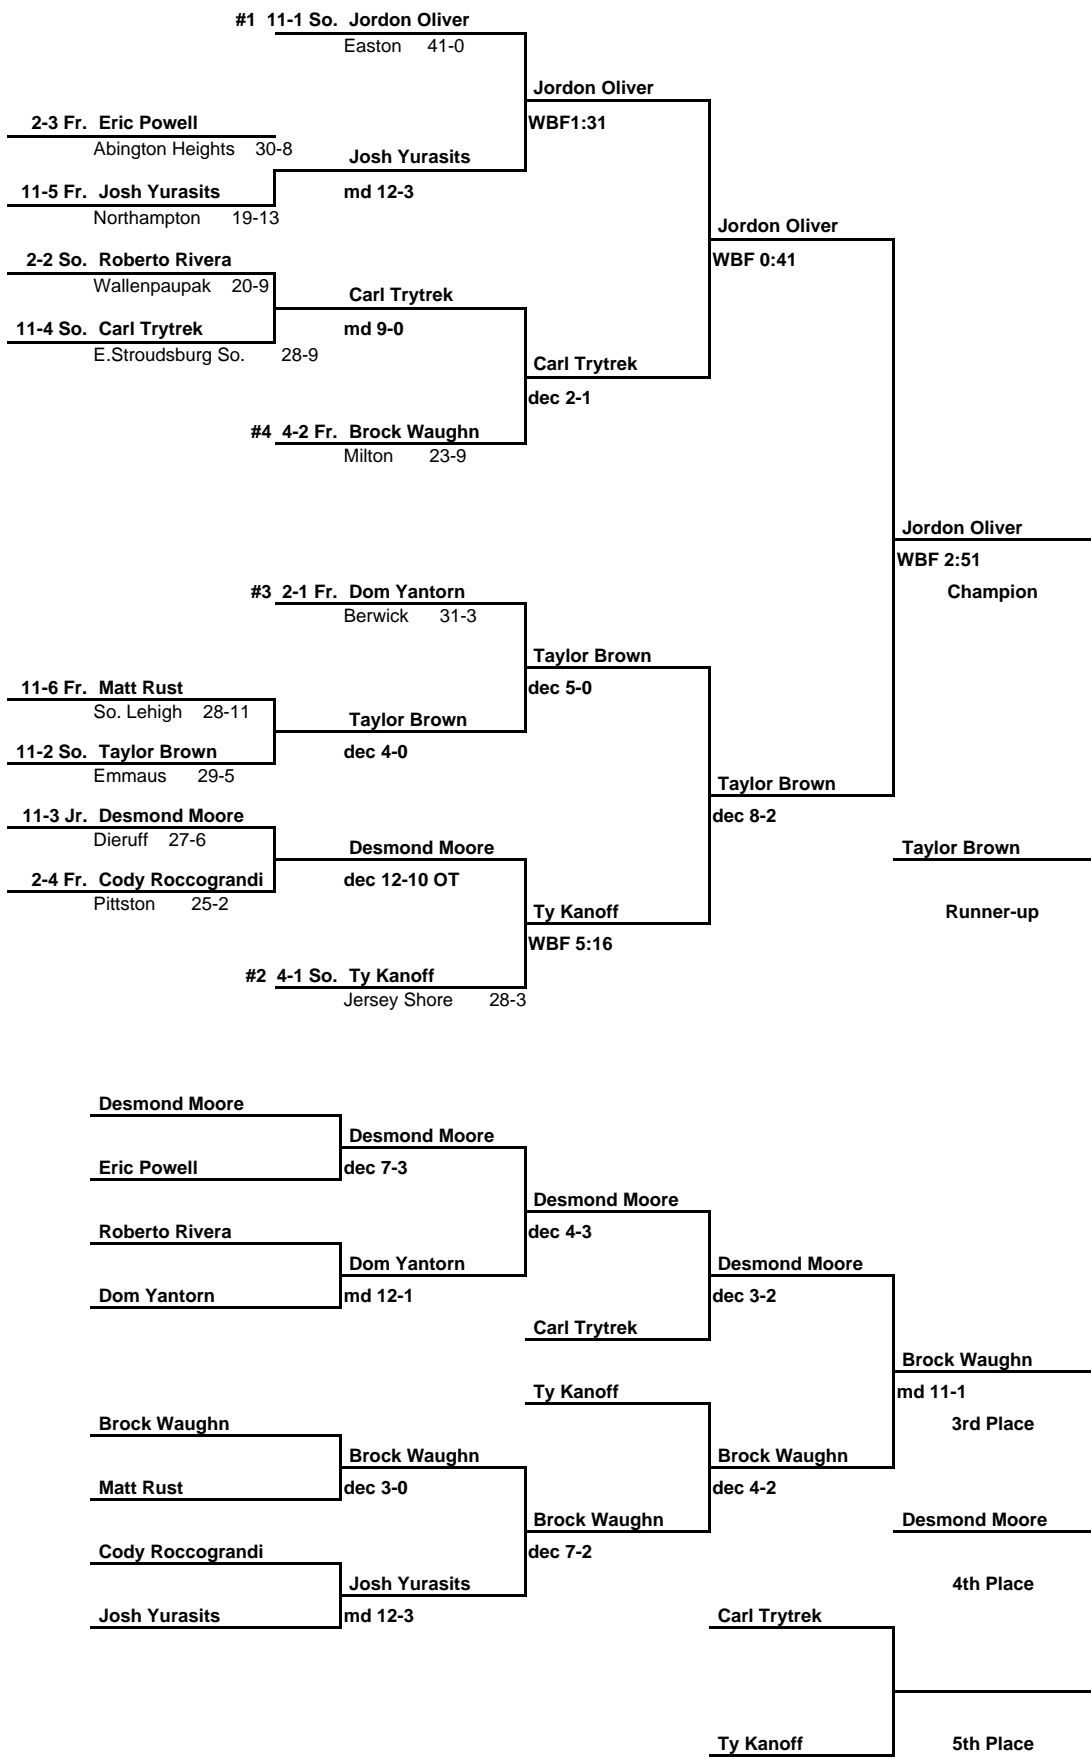 #1 11-1 So. Jordon Oliver
Easton 41-0
Jordon Oliver
2-3 Fr. Eric Powell
WBF1:31
Abington Heights 30-8
Josh Yurasits
11-5 Fr. Josh Yurasits
md 12-3
Northampton 19-13
Jordon Oliver
2-2 So. Roberto Rivera
WBF 0:41
Wallenpaupak 20-9
Carl Trytrek
11-4 So. Carl Trytrek
md 9-0
E.Stroudsburg So. 28-9
Carl Trytrek
dec 2-1
#4 4-2 Fr. Brock Waughn
Milton 23-9
Jordon Oliver
WBF 2:51
#3 2-1 Fr. Dom Yantorn
Champion
Berwick 31-3
Taylor Brown
11-6 Fr. Matt Rust
dec 5-0
So. Lehigh 28-11
Taylor Brown
11-2 So. Taylor Brown
dec 4-0
Emmaus 29-5
Taylor Brown
11-3 Jr. Desmond Moore
dec 8-2
Dieruff 27-6
Desmond Moore
Taylor Brown
2-4 Fr. Cody Roccograndi
dec 12-10 OT
Pittston 25-2
Ty Kanoff
Runner-up
WBF 5:16
#2 4-1 So. Ty Kanoff
Jersey Shore 28-3
Desmond Moore
Desmond Moore
Eric Powell
dec 7-3
Desmond Moore
Roberto Rivera
dec 4-3
Dom Yantorn
Desmond Moore
Dom Yantorn
md 12-1
dec 3-2
Carl Trytrek
Brock Waughn
Ty Kanoff
md 11-1
Brock Waughn
3rd Place
Brock Waughn
Brock Waughn
Matt Rust
dec 3-0
dec 4-2
Brock Waughn
Desmond Moore
Cody Roccograndi
dec 7-2
Josh Yurasits
4th Place
Josh Yurasits
md 12-3
Carl Trytrek
Ty Kanoff
5th Place